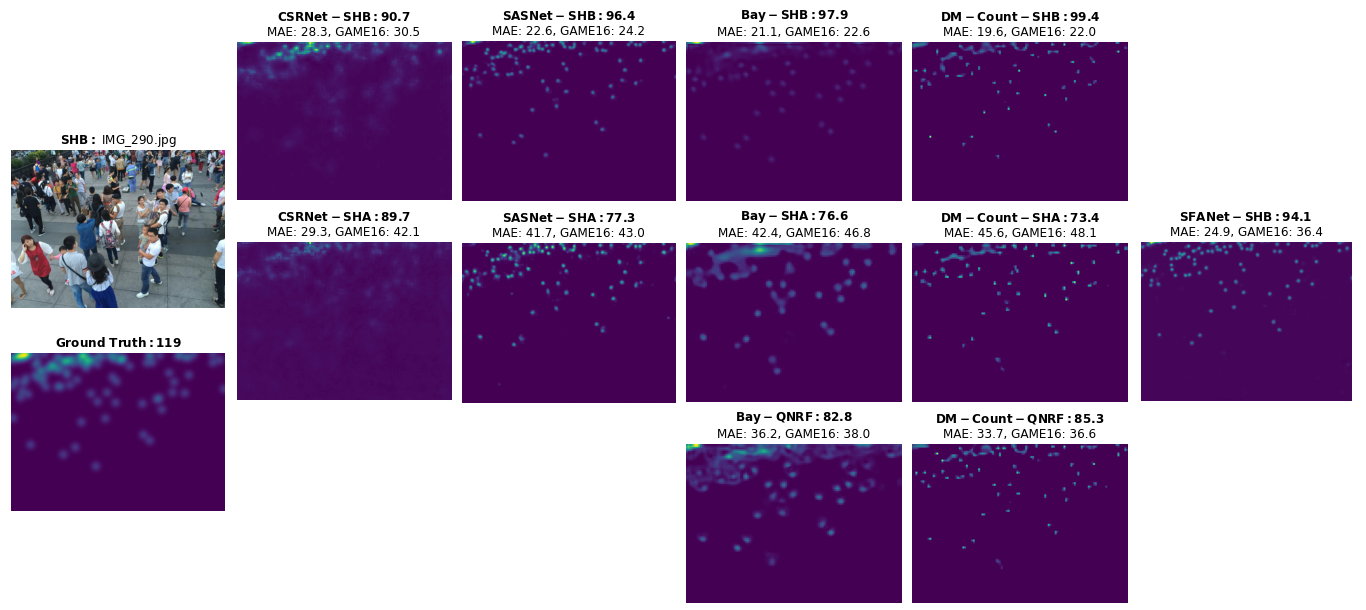 CSRNet−SHB: 90.7
MAE: 28.3, GAME16: 30.5
SASNet−SHB: 96.4
MAE: 22.6, GAME16: 24.2
Bay−SHB: 97.9
MAE: 21.1, GAME16: 22.6
DM−Count−SHB: 99.4
MAE: 19.6, GAME16: 22.0
SHB: IMG_290.jpg
CSRNet−SHA: 89.7
MAE: 29.3, GAME16: 42.1
SASNet−SHA: 77.3
MAE: 41.7, GAME16: 43.0
Bay−SHA: 76.6
MAE: 42.4, GAME16: 46.8
DM−Count−SHA: 73.4
MAE: 45.6, GAME16: 48.1
SFANet−SHB: 94.1
MAE: 24.9, GAME16: 36.4
Ground Truth: 119
Bay−QNRF: 82.8
MAE: 36.2, GAME16: 38.0
DM−Count−QNRF: 85.3
MAE: 33.7, GAME16: 36.6